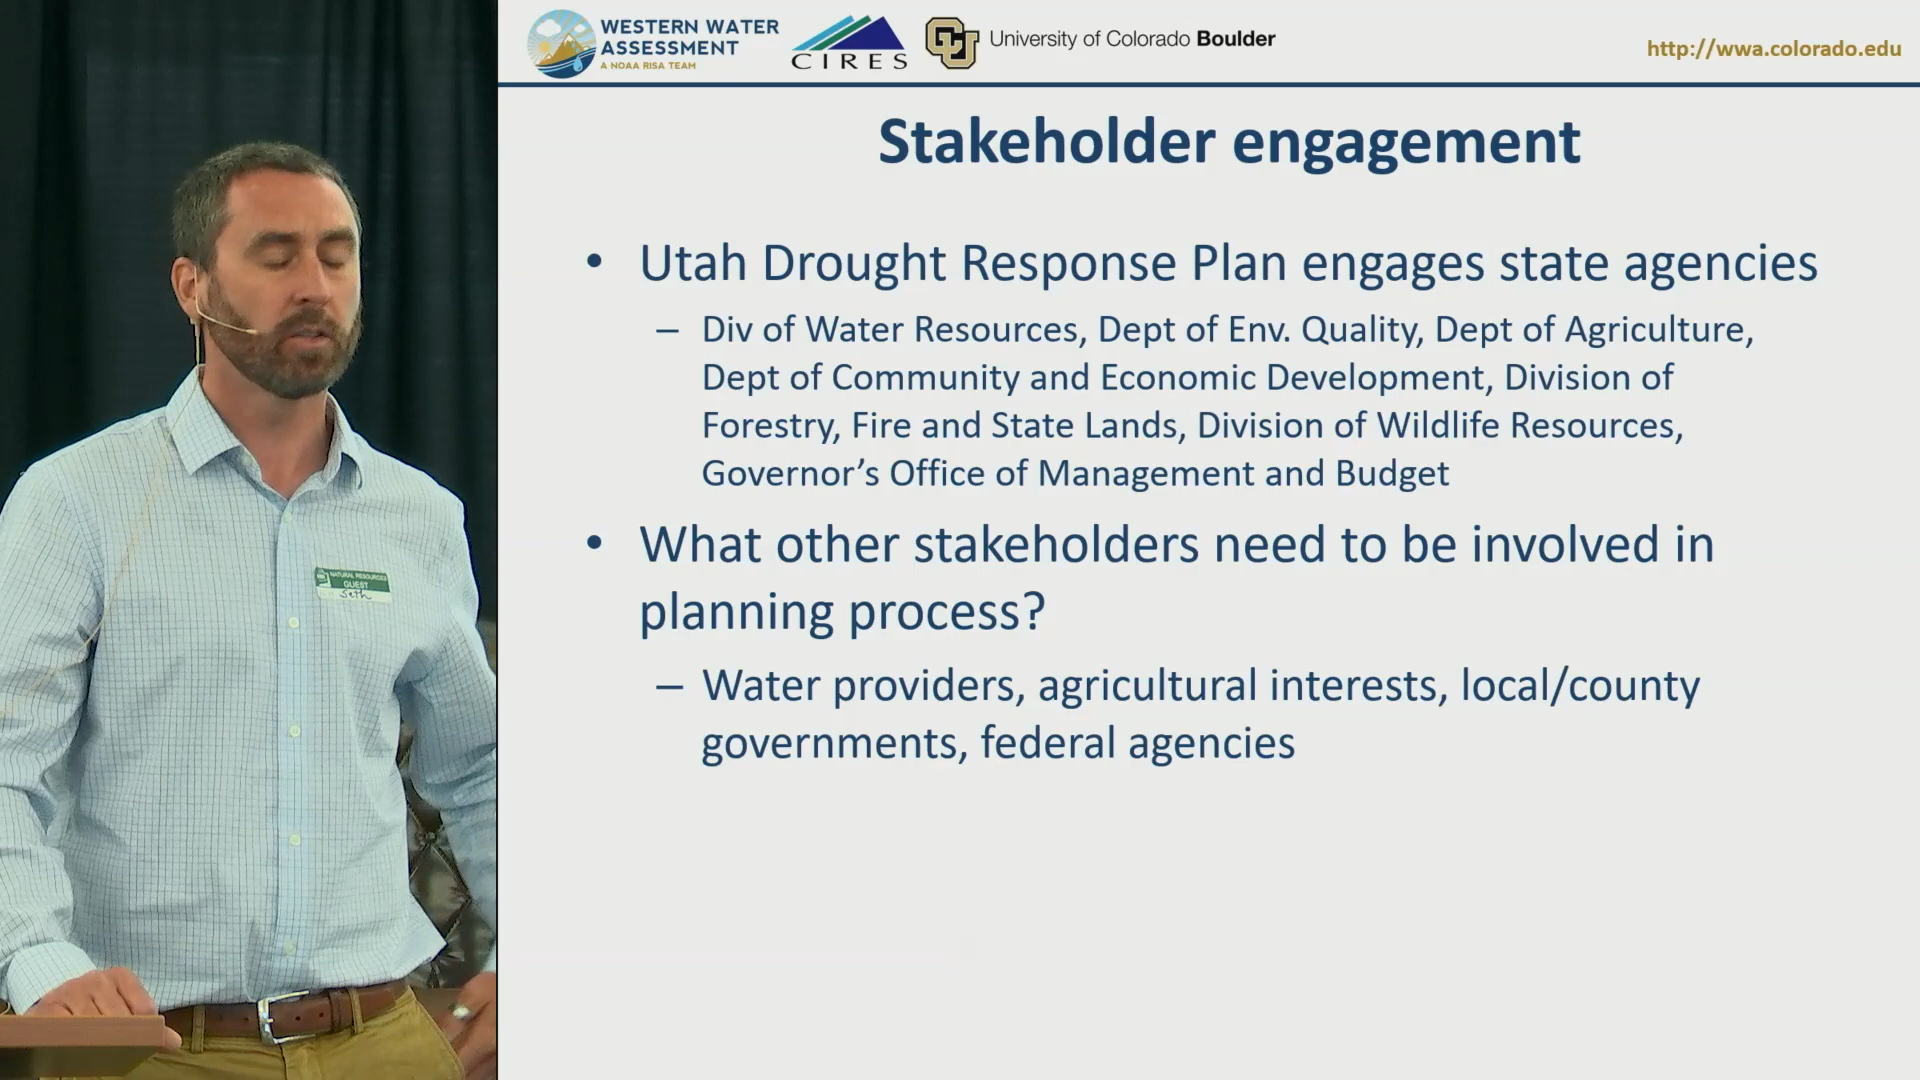 WESTERN WATER
ASSESSMENT
A NOAA RISA TEAM
CIRES
CU
University of Colorado Boulder
http://wwa.colorado.edu
Stakeholder engagement
• Utah Drought Response Plan engages state agencies
– Div of Water Resources, Dept of Env. Quality, Dept of Agriculture,
Dept of Community and Economic Development, Division of
Forestry, Fire and State Lands, Division of Wildlife Resources,
Governor’s Office of Management and Budget
• What other stakeholders need to be involved in
planning process?
– Water providers, agricultural interests, local/county
governments, federal agencies
NATURAL RESOURCES
GUEST
Seth